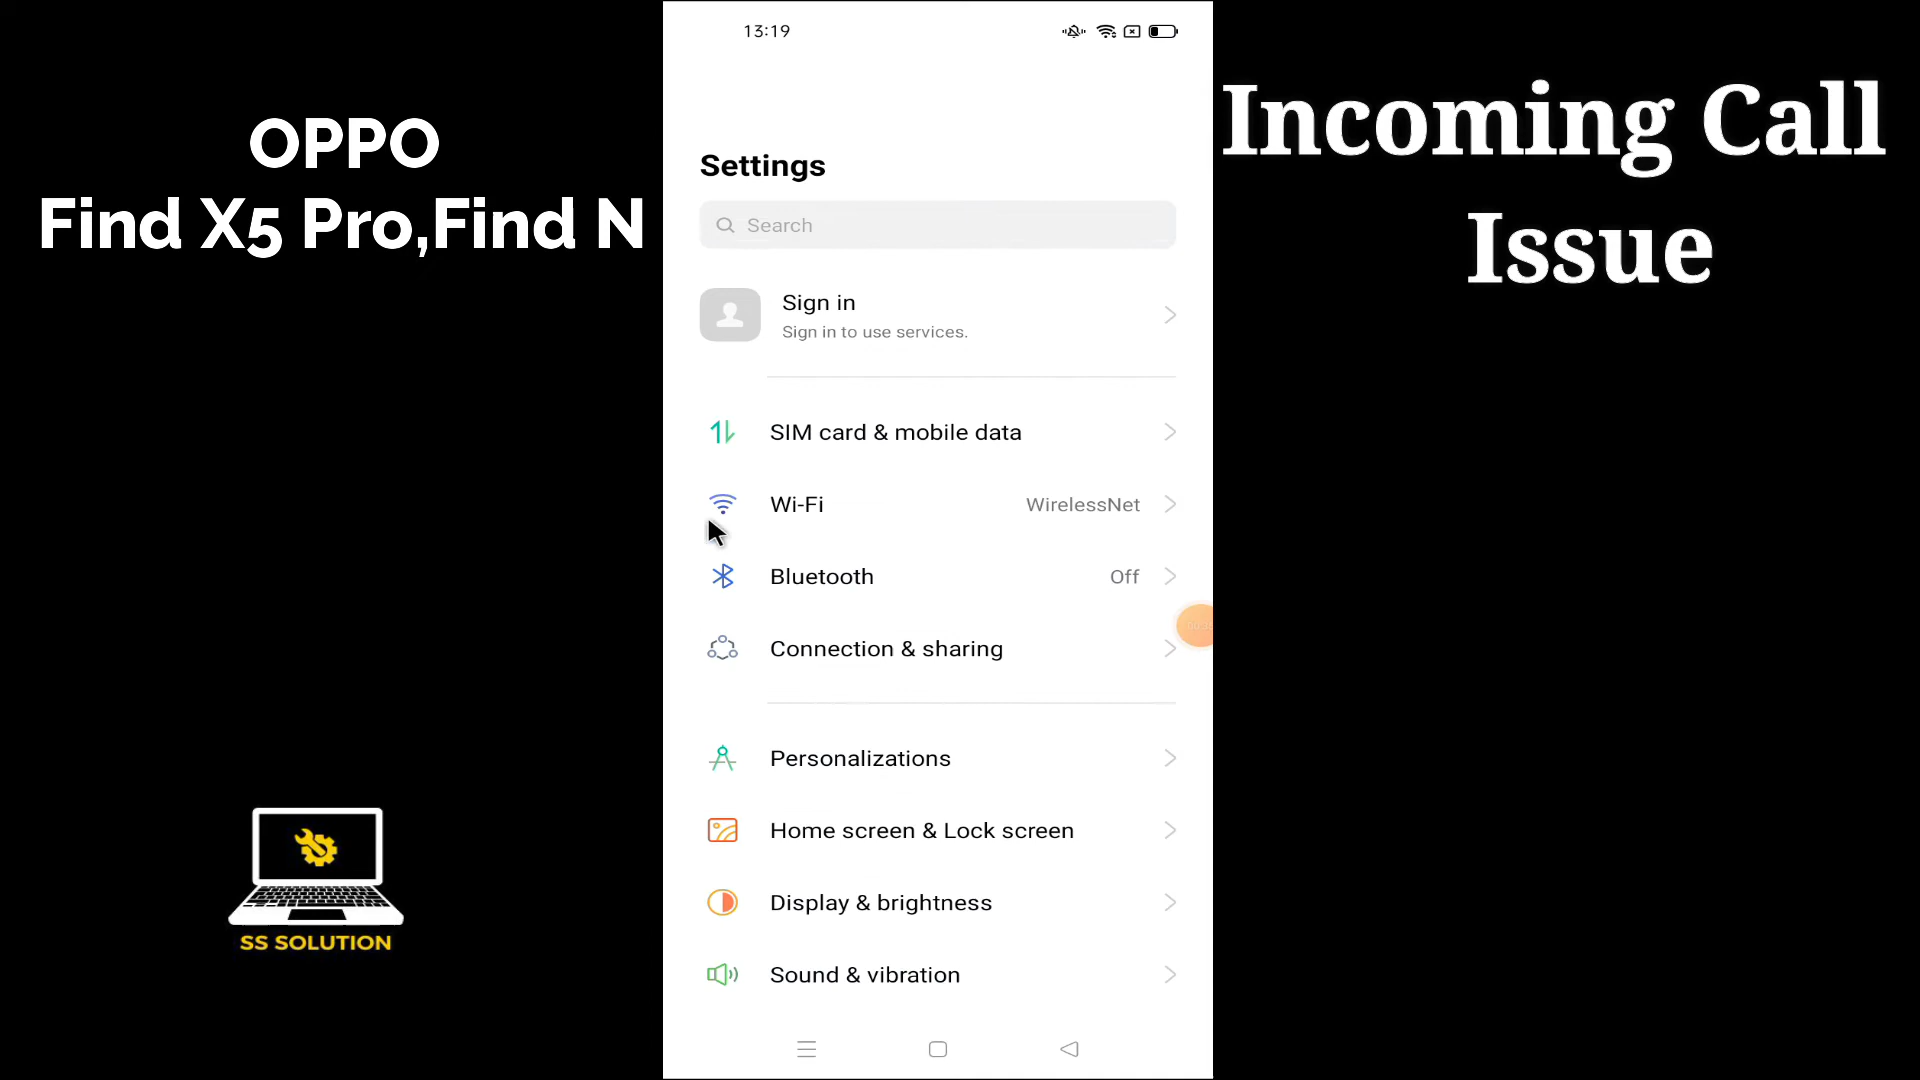 OPPO
Find X5 Pro,Find N
Incoming Call
Issue
13:19
Settings
Search
Sign in
Sign in to use services.
SIM card & mobile data
Wi-Fi WirelessNet
Bluetooth Off
Connection & sharing
Personalizations
Home screen & Lock screen
Display & brightness
Sound & vibration
SS SOLUTION